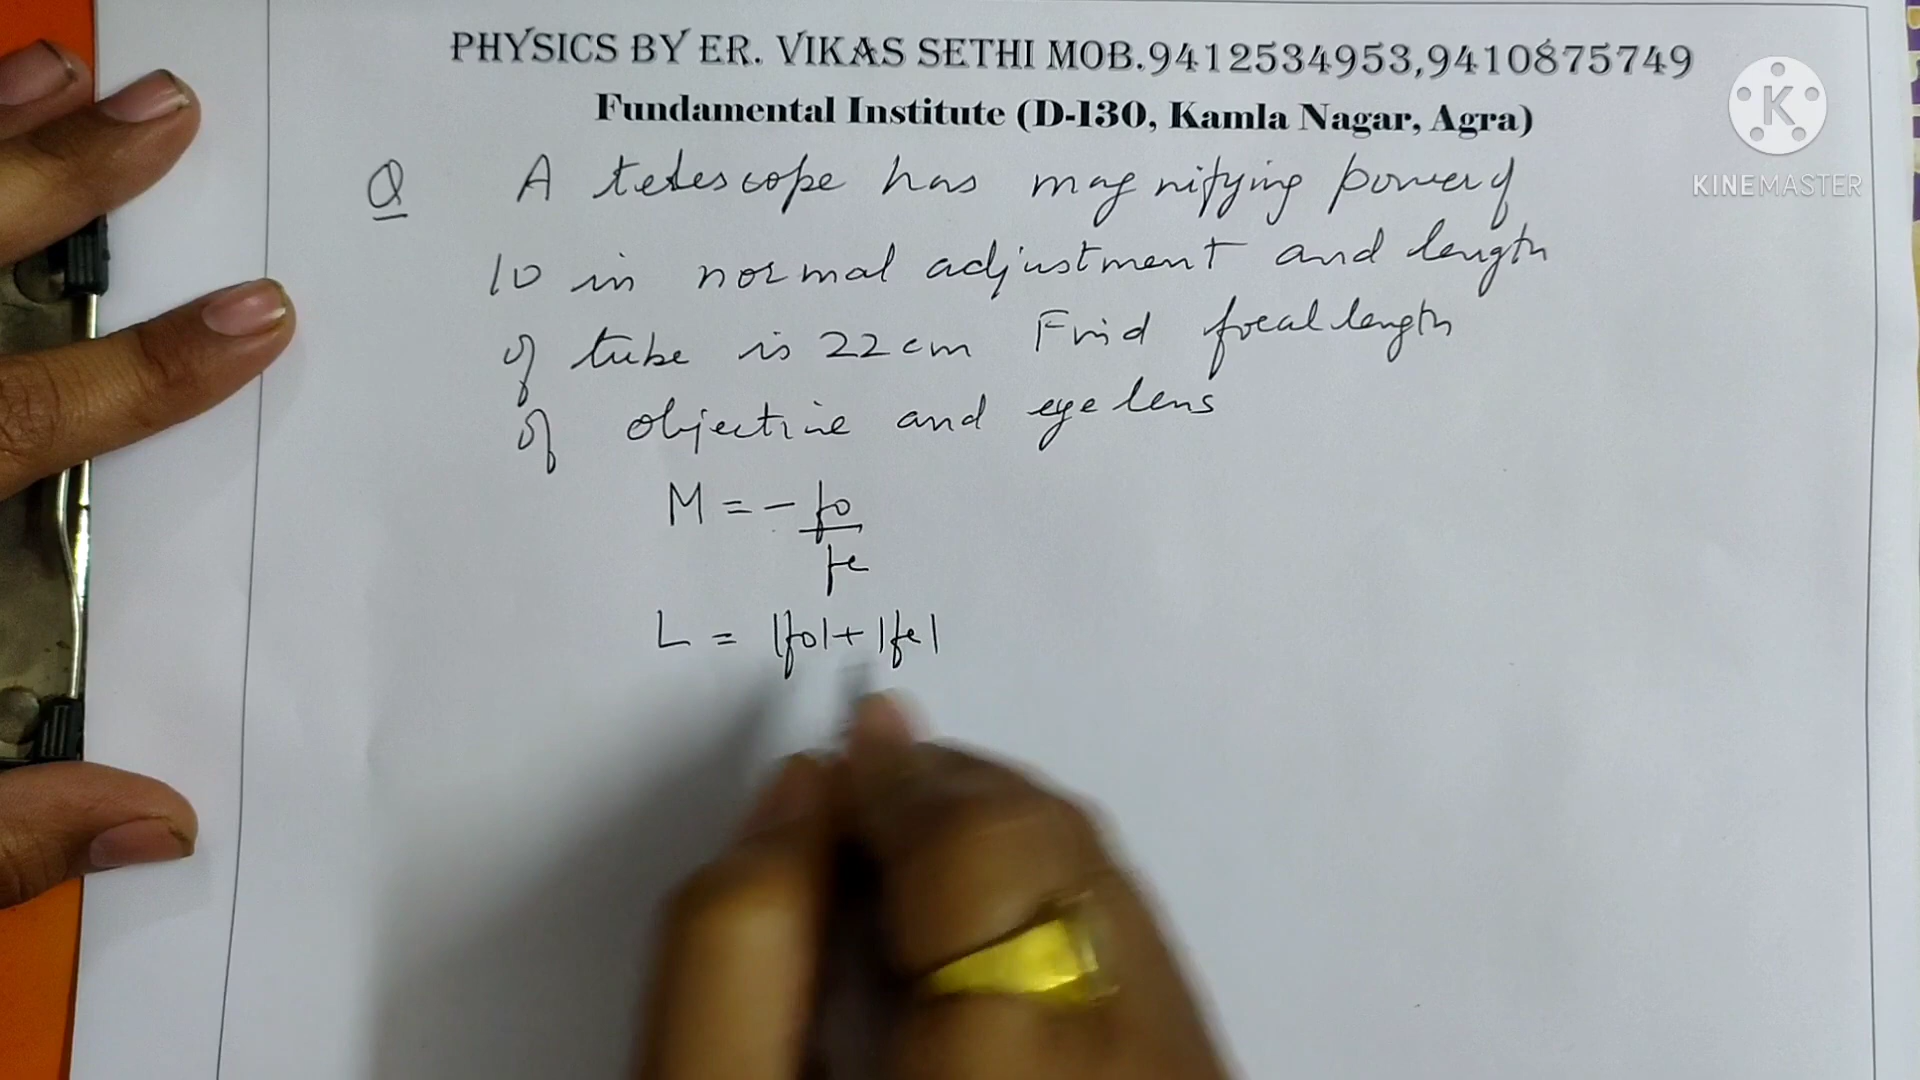 PHYSICS BY ER. VIKAS SETHI MOB.9412534953,9410875749
Fundamental Institute (D-130, Kamla Nagar, Agra)
K
KINEMASTER
Q A telescope has magnifying power of
10 in normal adjustment and length
of tube is 22cm Find focal length
of objective and eye lens
M = - fo
fe
L = |fo| + |fe|